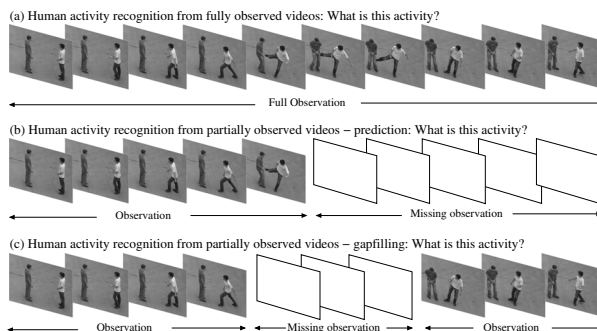 (a) Human activity recognition from fully observed videos: What is this activity?
Full Observation
(b) Human activity recognition from partially observed videos − prediction: What is this activity?
Observation Missing observation
(c) Human activity recognition from partially observed videos − gapfilling: What is this activity?
Observation Missing observation Observation